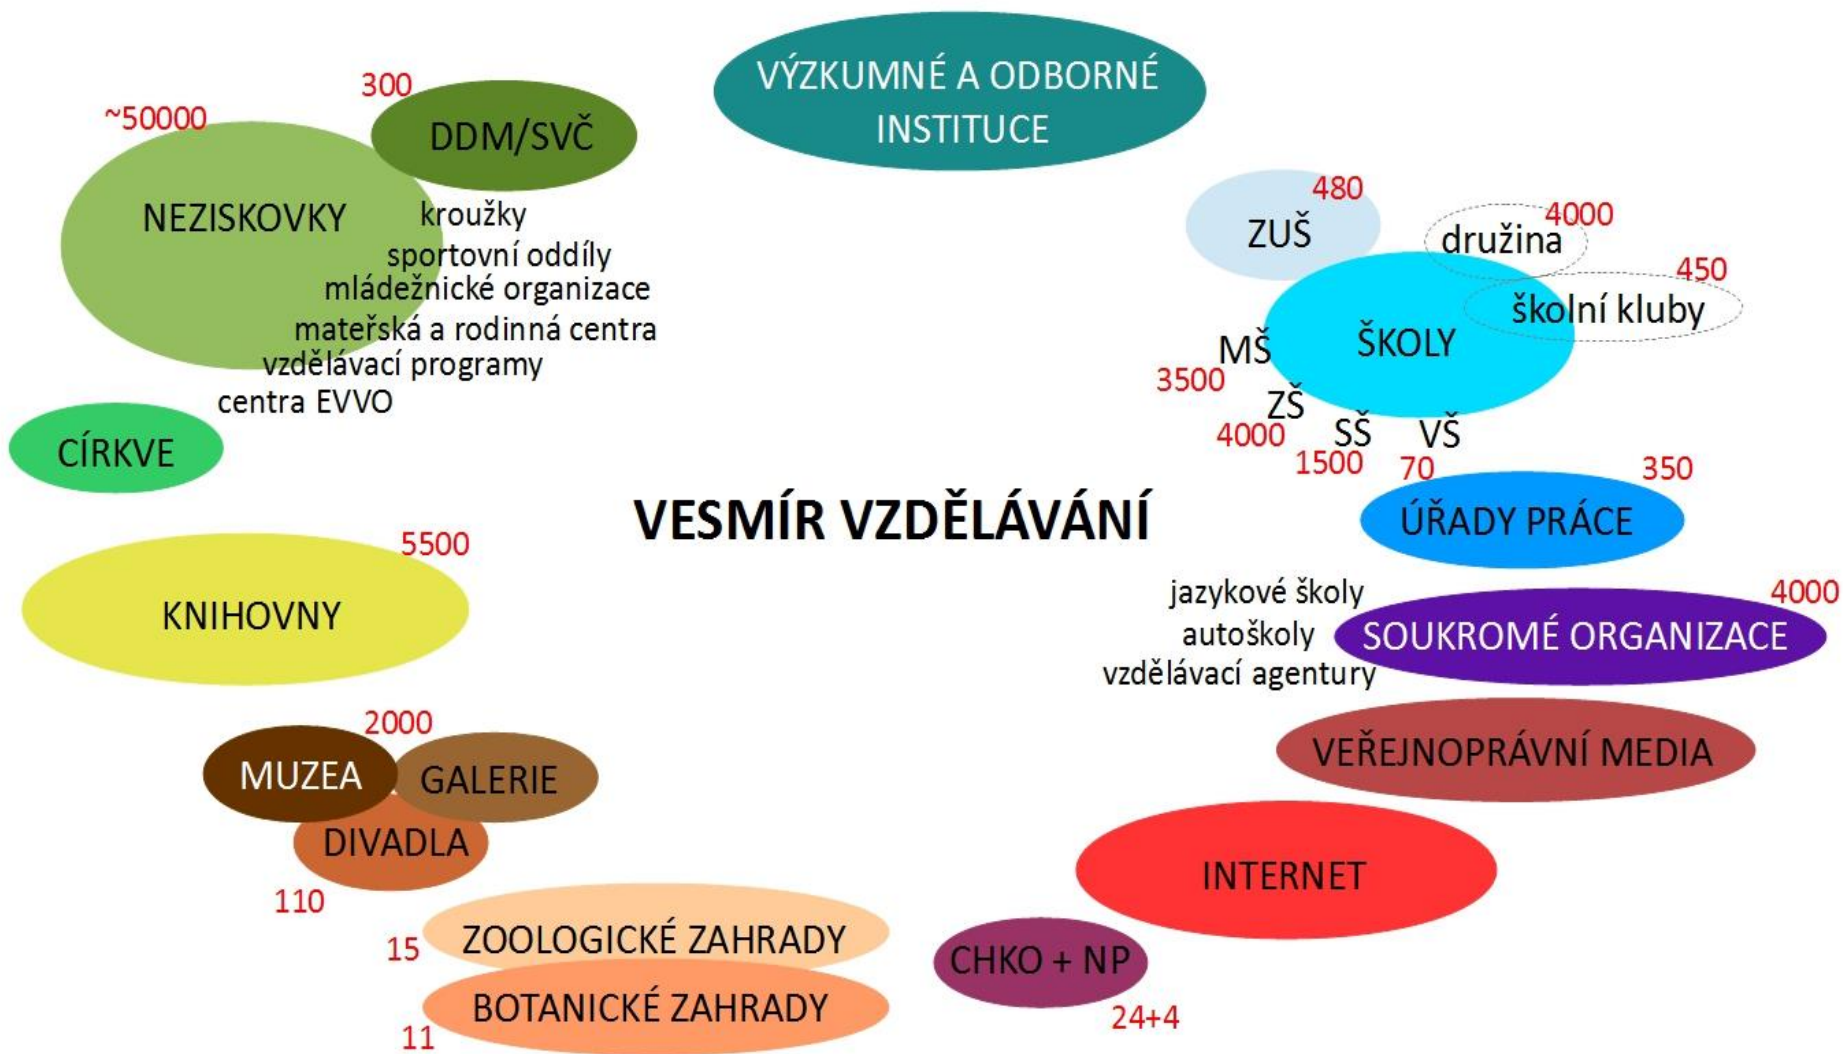 VÝZKUMNÉ A ODBORNÉ
INSTITUCE
300
~50000
DDM/SVČ
NEZISKOVKY
kroužky
sportovní oddíly
mládežnické organizace
mateřská a rodinná centra
vzdělávací programy
centra EVVO
CÍRKVE
5500
KNIHOVNY
2000
MUZEA
GALERIE
DIVADLA
110
15
ZOOLOGICKÉ ZAHRADY
BOTANICKÉ ZAHRADY
11
VESMÍR VZDĚLÁVÁNÍ
480
ZUŠ
4000
družina
450
školní kluby
ŠKOLY
MŠ
3500
ZŠ
4000
SŠ
1500
VŠ
70
350
ÚŘADY PRÁCE
jazykové školy
autoškoly
vzdělávací agentury
4000
SOUKROMÉ ORGANIZACE
VEŘEJNOPRÁVNÍ MEDIA
INTERNET
CHKO + NP
24+4